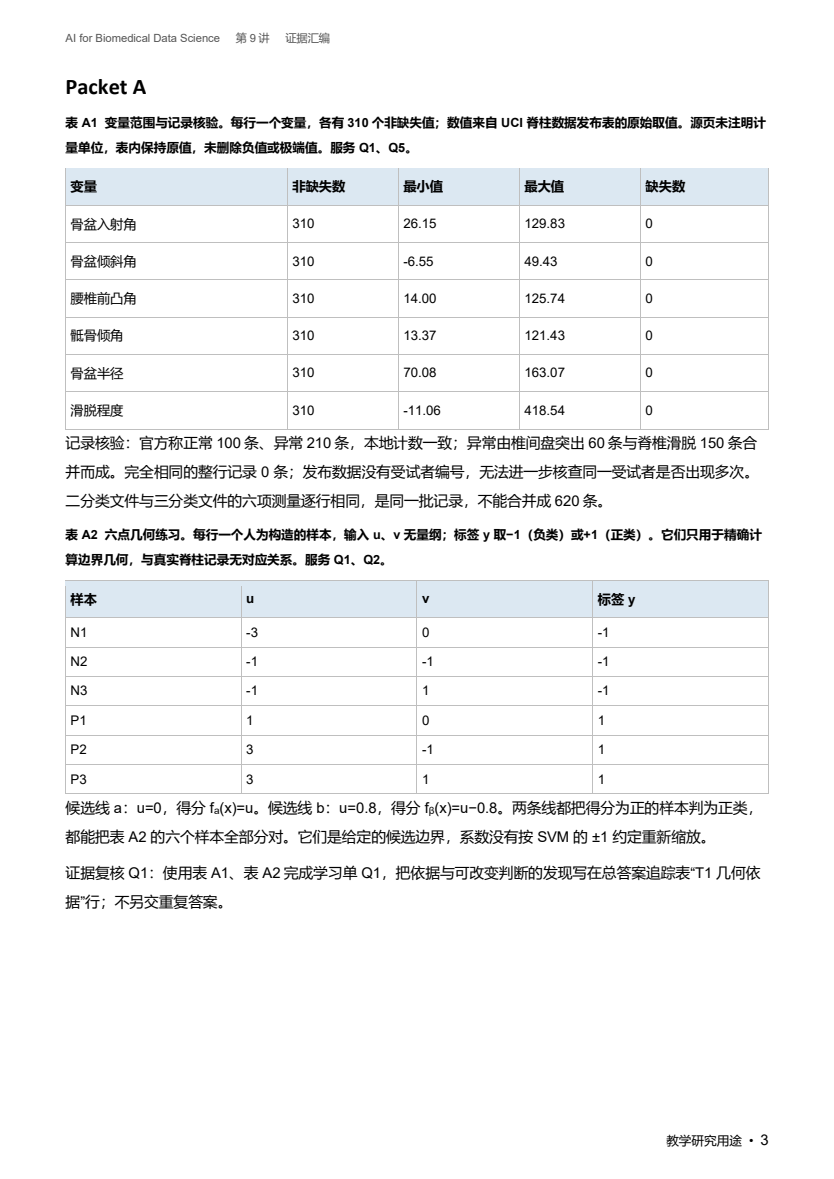 AI for Biomedical Data Science 第 9 讲 证据汇编
Packet A
表 A1 变量范围与记录核验。每行一个变量，各有 310 个非缺失值；数值来自 UCI 脊柱数据发布表的原始取值。源页未注明计
量单位，表内保持原值，未删除负值或极端值。服务 Q1、Q5。
变量 非缺失数 最小值 最大值 缺失数
骨盆入射角 310 26.15 129.83 0
骨盆倾斜角 310 -6.55 49.43 0
腰椎前凸角 310 14.00 125.74 0
骶骨倾角 310 13.37 121.43 0
骨盆半径 310 70.08 163.07 0
滑脱程度 310 -11.06 418.54 0
记录核验：官方称正常 100 条、异常 210 条，本地计数一致；异常由椎间盘突出 60 条与脊椎滑脱 150 条合
并而成。完全相同的整行记录 0 条；发布数据没有受试者编号，无法进一步核查同一受试者是否出现多次。
二分类文件与三分类文件的六项测量逐行相同，是同一批记录，不能合并成 620 条。
表 A2 六点几何练习。每行一个人为构造的样本，输入 u、v 无量纲；标签 y 取−1（负类）或+1（正类）。它们只用于精确计
算边界几何，与真实脊柱记录无对应关系。服务 Q1、Q2。
样本 u v 标签 y
N1 -3 0 -1
N2 -1 -1 -1
N3 -1 1 -1
P1 1 0 1
P2 3 -1 1
P3 3 1 1
候选线 a：u=0，得分 fₐ(x)=u。候选线 b：u=0.8，得分 fᵦ(x)=u−0.8。两条线都把得分为正的样本判为正类，
都能把表 A2 的六个样本全部分对。它们是给定的候选边界，系数没有按 SVM 的 ±1 约定重新缩放。
证据复核 Q1：使用表 A1、表 A2 完成学习单 Q1，把依据与可改变判断的发现写在总答案追踪表“T1 几何依
据”行；不另交重复答案。
教学研究用途 • 3